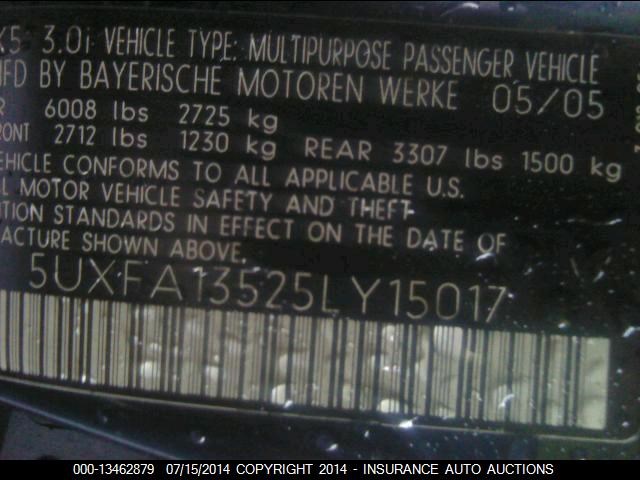 X5 3.0i VEHICLE TYPE: MULTIPURPOSE PASSENGER VEHICLE
MFD BY BAYERISCHE MOTOREN WERKE 05/05
6008 lbs 2725 kg
RONT 2712 lbs 1230 kg REAR 3307 lbs 1500 kg
EHICLE CONFORMS TO ALL APPLICABLE U.S.
L MOTOR VEHICLE SAFETY AND THEFT
TION STANDARDS IN EFFECT ON THE DATE OF
ACTURE SHOWN ABOVE.
5UXFA13525LY15017
000-13462879 07/15/2014 COPYRIGHT 2014 - INSURANCE AUTO AUCTIONS